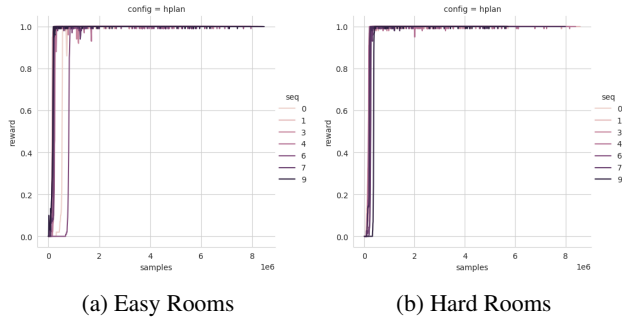 config = hplan
1.0
0.8
0.6
0.4
0.2
0.0
reward
0 2 4 6 8
1e6
samples
seq
0
1
3
4
6
7
9
(a) Easy Rooms
config = hplan
1.0
0.8
0.6
0.4
0.2
0.0
reward
0 2 4 6 8
1e6
samples
seq
0
1
3
4
6
7
9
(b) Hard Rooms